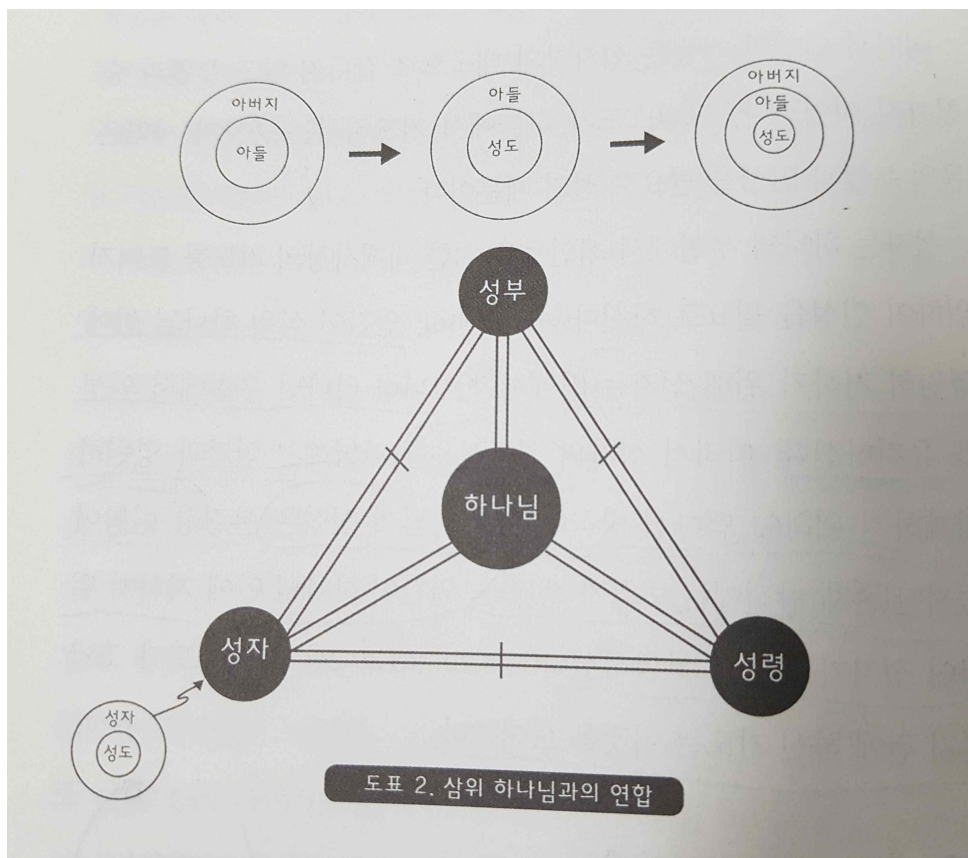 아버지
아들
아들
성도
아버지
아들
성도
성부
하나님
성자
성령
성자
성도
도표 2. 삼위 하나님과의 연합